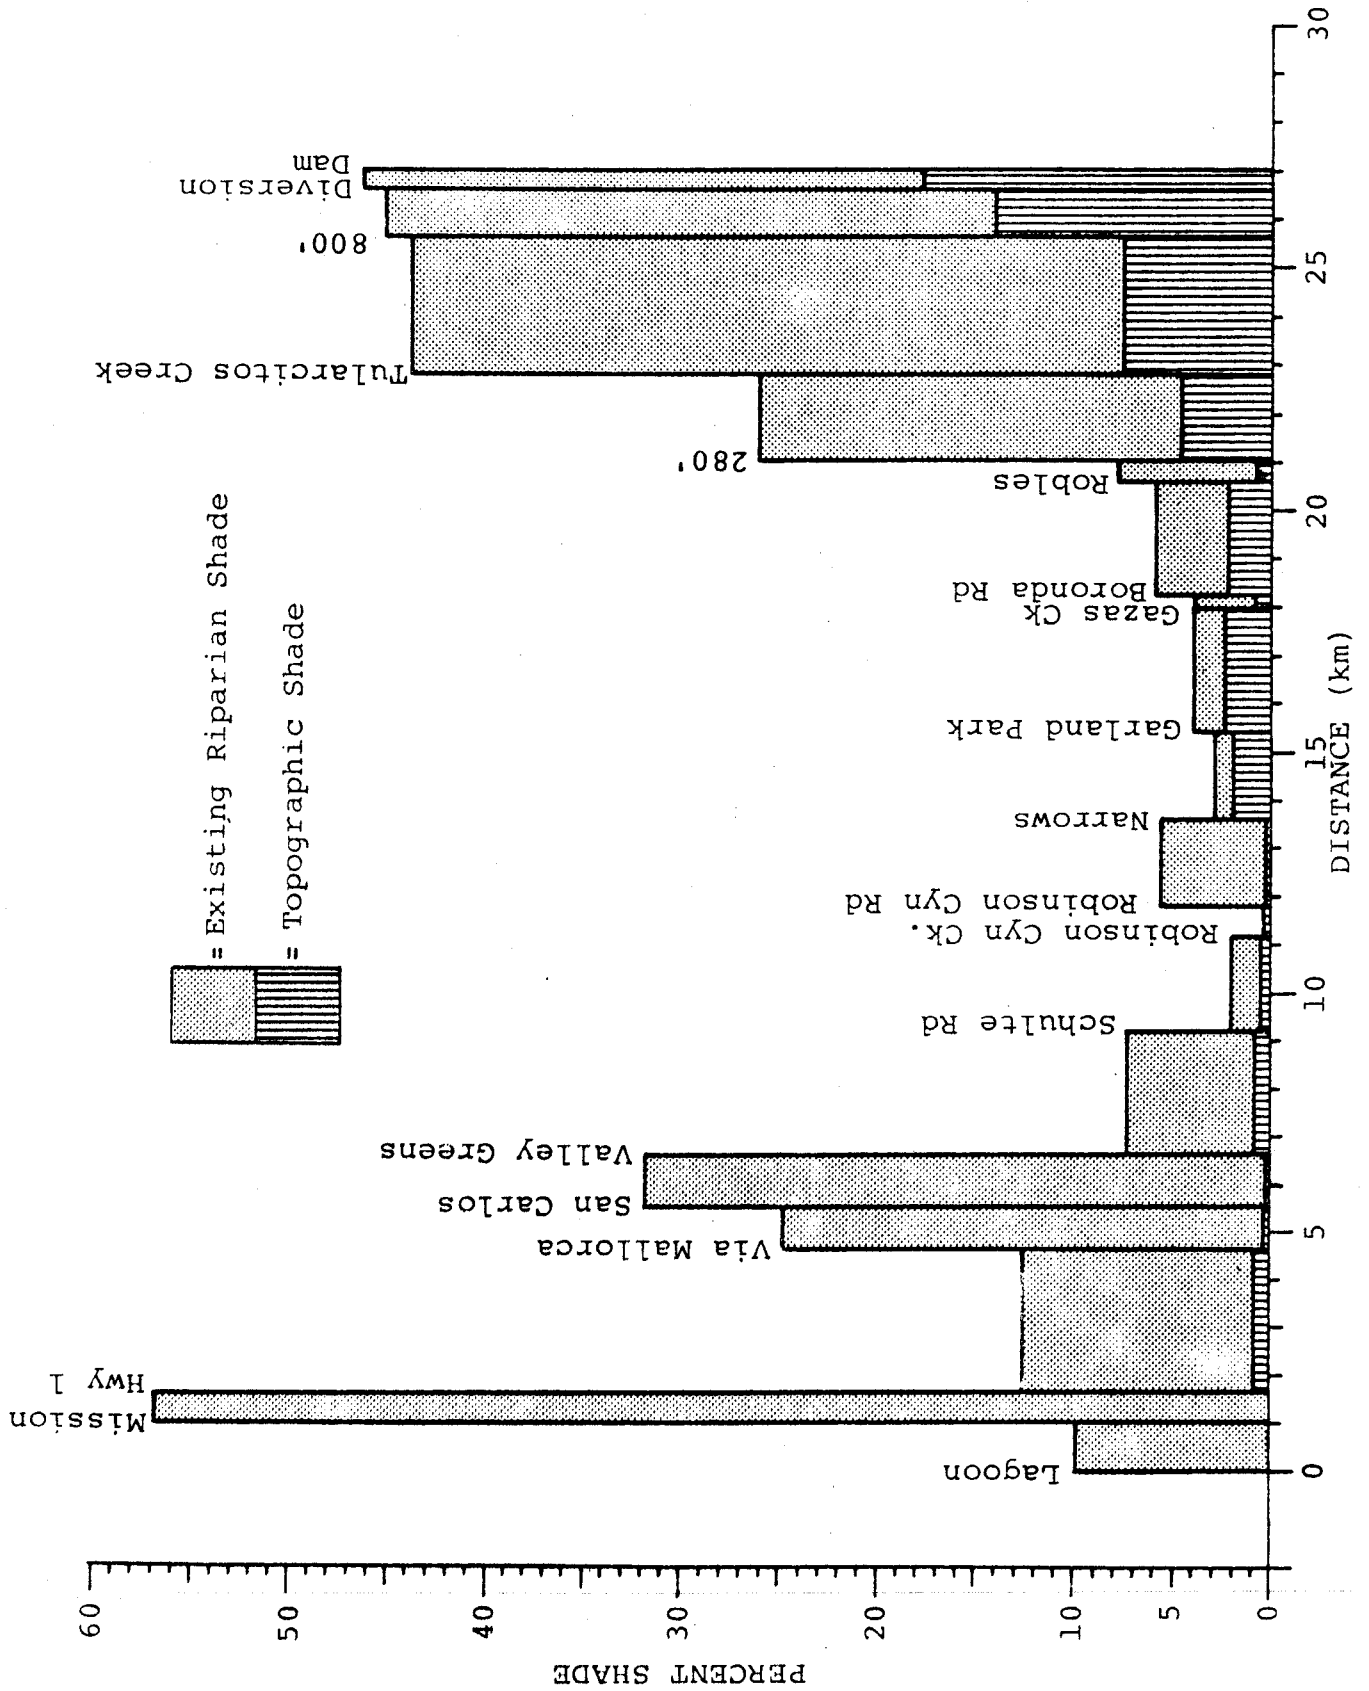 = Existing Riparian Shade
= Topographic Shade
PERCENT SHADE
60
50
40
30
20
10
5
0
Lagoon
Mission
Hwy 1
Via Mallorca
San Carlos
Valley Greens
Schulte Rd
Robinson Cyn Ck.
Robinson Cyn Rd
Narrows
Garland Park
Gazas Ck
Boronda Rd
Robles
280'
Tularcitos Creek
800'
Diversion
Dam
0
5
10
15
20
25
30
DISTANCE (km)